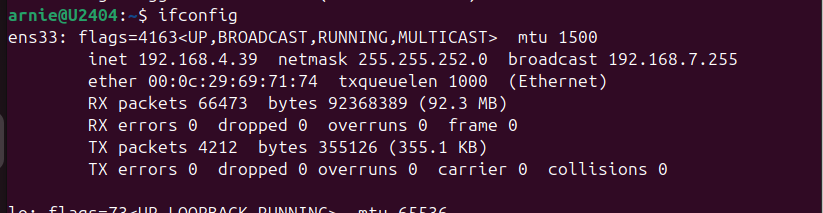 arnie@U2404:~$ ifconfig
ens33: flags=4163<UP,BROADCAST,RUNNING,MULTICAST>  mtu 1500
        inet 192.168.4.39  netmask 255.255.252.0  broadcast 192.168.7.255
        ether 00:0c:29:69:71:74  txqueuelen 1000  (Ethernet)
        RX packets 66473  bytes 92368389 (92.3 MB)
        RX errors 0  dropped 0  overruns 0  frame 0
        TX packets 4212  bytes 355126 (355.1 KB)
        TX errors 0  dropped 0 overruns 0  carrier 0  collisions 0
lo: flags=73<UP,LOOPBACK,RUNNING>  mtu 65536